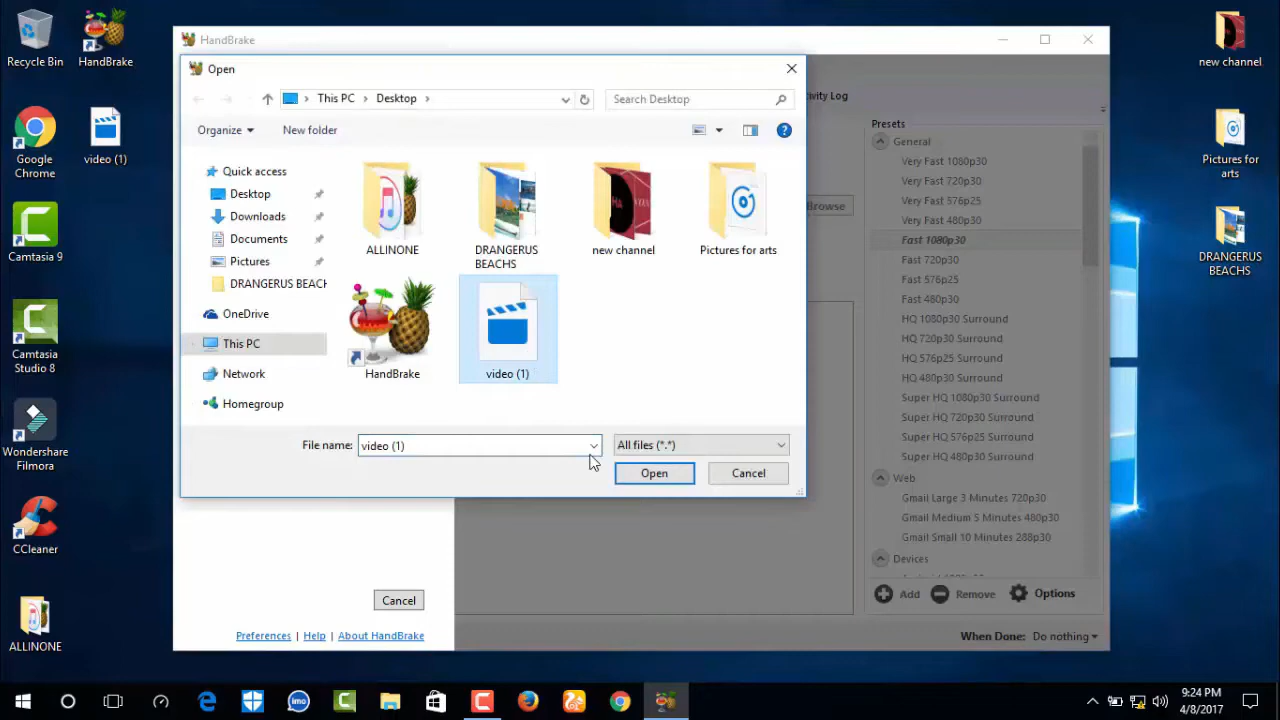 Recycle Bin
HandBrake
Google
Chrome
video (1)
Camtasia 9
Camtasia
Studio 8
Wondershare
Filmora
CCleaner
ALLINONE
HandBrake
Open
This PC
Desktop
Search Desktop
Organize
New folder
Quick access
Desktop
Downloads
Documents
Pictures
DRANGERUS BEACH
OneDrive
This PC
Network
Homegroup
ALLINONE
DRANGERUS
BEACHS
new channel
Pictures for arts
HandBrake
video (1)
File name:
video (1)
All files (*.*)
Open
Cancel
Cancel
Preferences | Help | About HandBrake
tivity Log
Browse
Presets
General
Very Fast 1080p30
Very Fast 720p30
Very Fast 576p25
Very Fast 480p30
Fast 1080p30
Fast 720p30
Fast 576p25
Fast 480p30
HQ 1080p30 Surround
HQ 720p30 Surround
HQ 576p25 Surround
HQ 480p30 Surround
Super HQ 1080p30 Surround
Super HQ 720p30 Surround
Super HQ 576p25 Surround
Super HQ 480p30 Surround
Web
Gmail Large 3 Minutes 720p30
Gmail Medium 5 Minutes 480p30
Gmail Small 10 Minutes 288p30
Devices
Add
Remove
Options
When Done: Do nothing
new channel
Pictures for
arts
DRANGERUS
BEACHS
imo
9:24 PM
4/8/2017